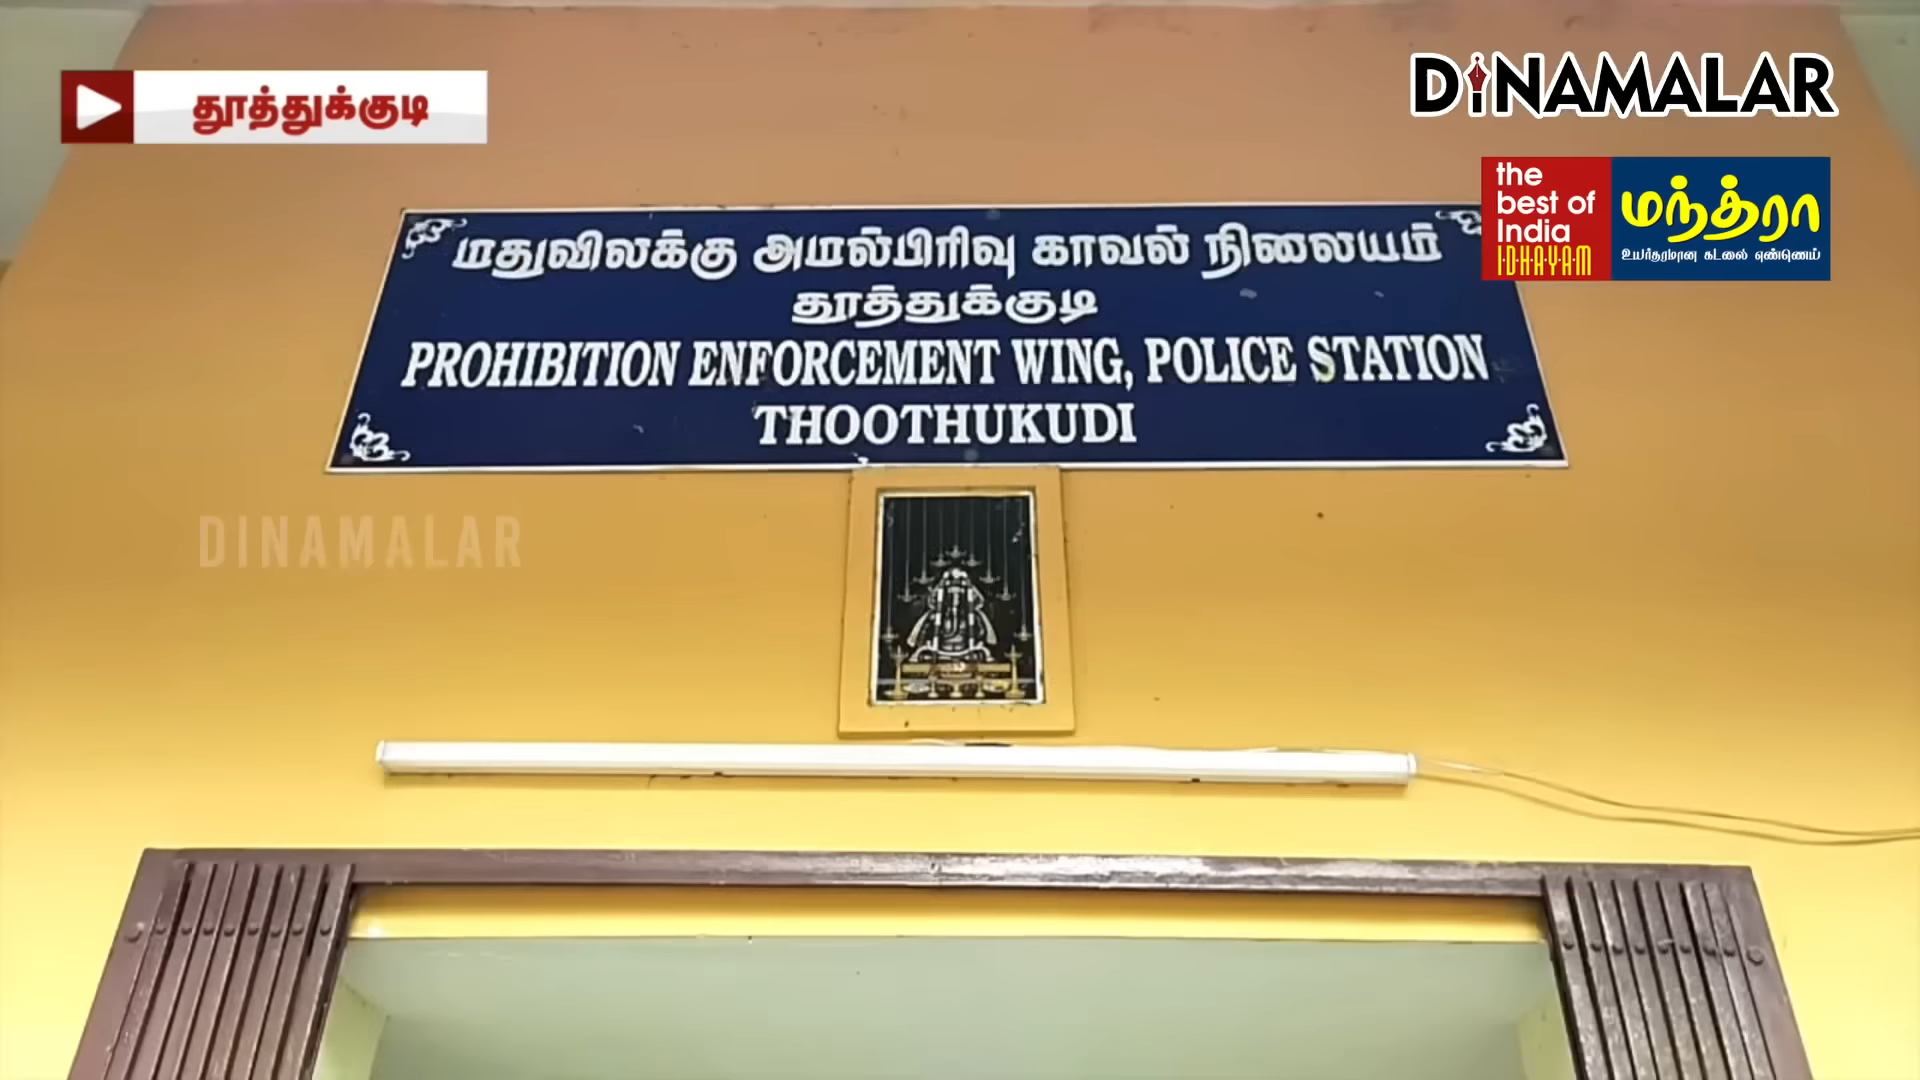 தூத்துக்குடி
DINAMALAR
the
best of
India
IDHAYAM
மந்த்ரா
உயர்தரமான கடலை எண்ணெய்
மதுவிலக்கு அமல்பிரிவு காவல் நிலையம்
தூத்துக்குடி
PROHIBITION ENFORCEMENT WING, POLICE STATION
THOOTHUKUDI
DINAMALAR